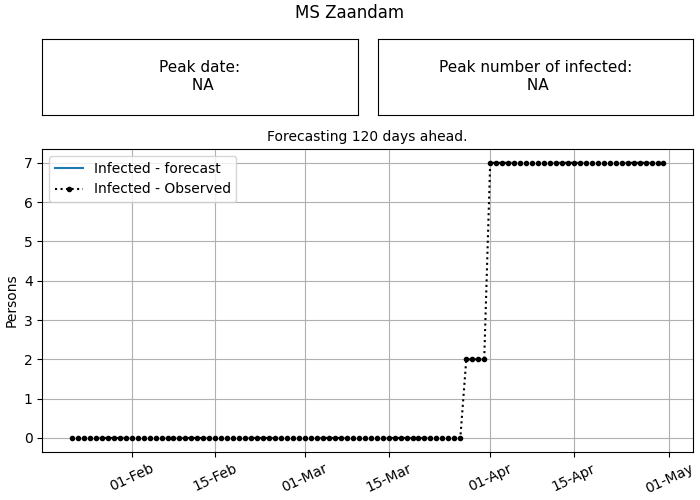 MS Zaandam
Peak date:
NA
Peak number of infected:
NA
Forecasting 120 days ahead.
Infected - forecast
Infected - Observed
Persons
7
6
5
4
3
2
1
0
01-Feb
15-Feb
01-Mar
15-Mar
01-Apr
15-Apr
01-May